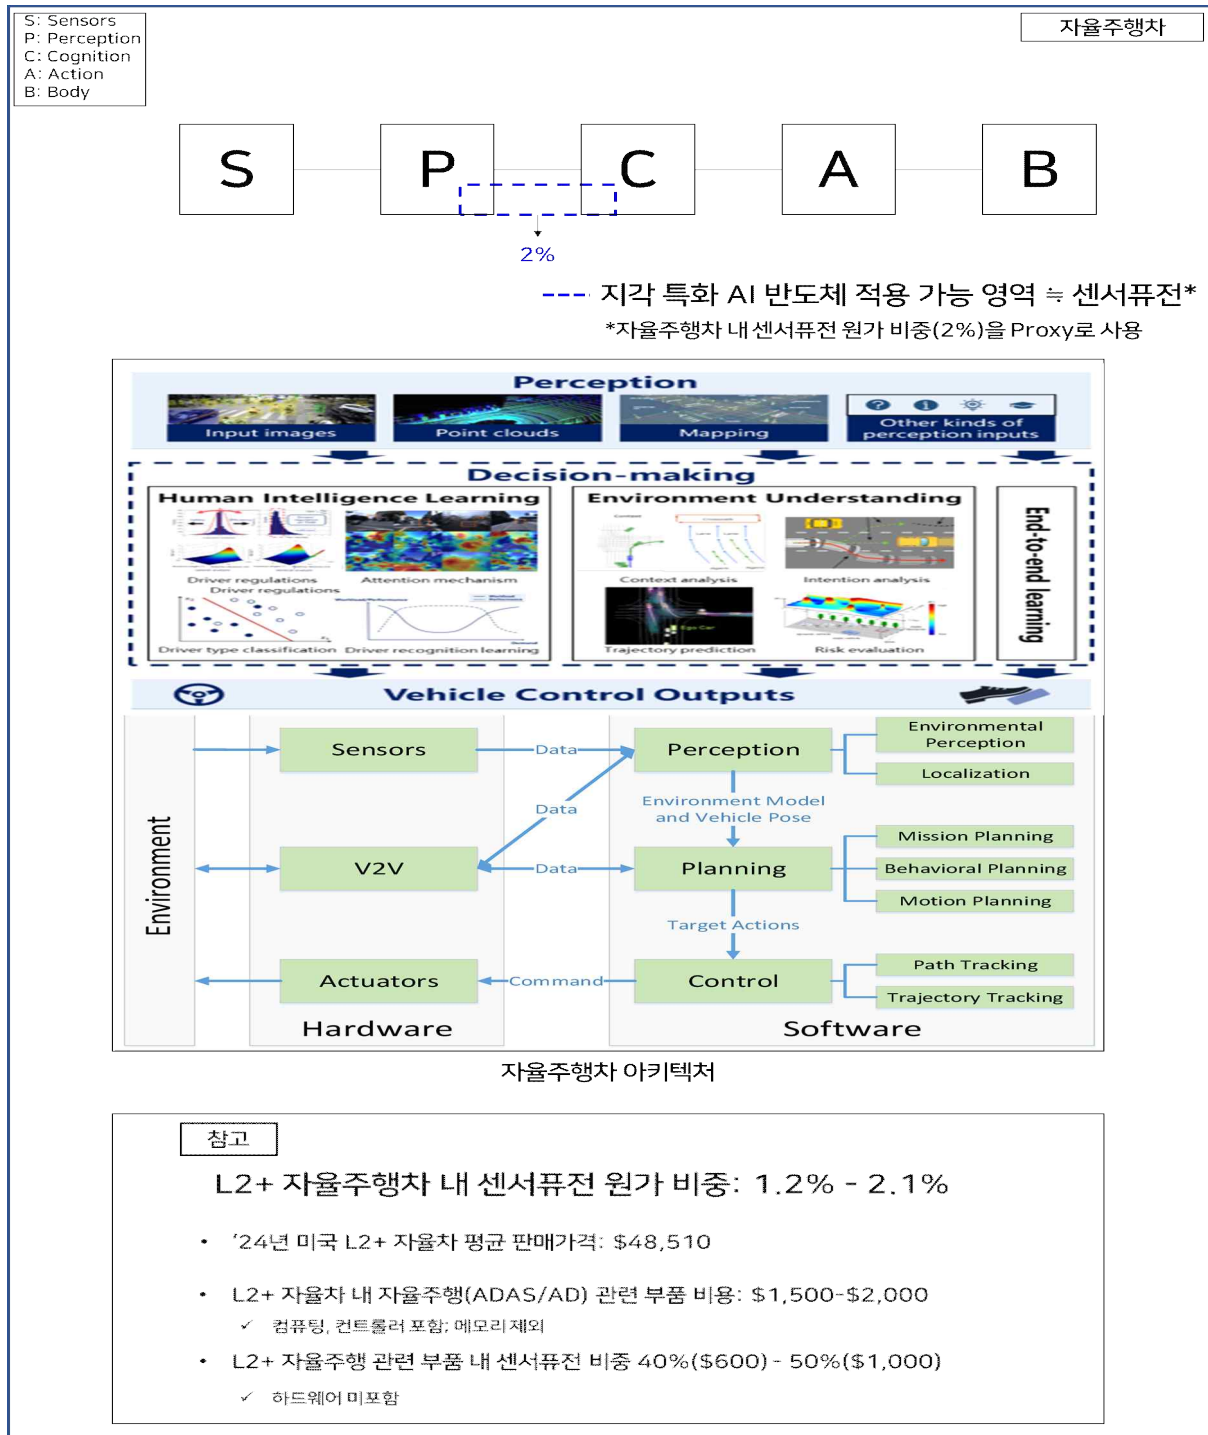 S: Sensors
P: Perception
C: Cognition
A: Action
B: Body
자율주행차
S P C A B
2%
지각 특화 AI 반도체 적용 가능 영역 ≒ 센서퓨전*
*자율주행차 내 센서퓨전 원가 비중(2%)을 Proxy로 사용
Perception
Input images
Point clouds
Mapping
Other kinds of
perception inputs
Decision-making
Human Intelligence Learning
Driver regulations
Attention mechanism
Driver regulations
Driver type classification
Driver recognition learning
Environment Understanding
Context analysis
Intention analysis
Ego Car
Trajectory prediction
Risk evaluation
End-to-end learning
Vehicle Control Outputs
Environment
Sensors
Data
Perception
Environmental
Perception
Localization
Data
Environment Model
and Vehicle Pose
V2V
Data
Planning
Mission Planning
Behavioral Planning
Motion Planning
Target Actions
Actuators
Command
Control
Path Tracking
Trajectory Tracking
Hardware
Software
자율주행차 아키텍처
참고
L2+ 자율주행차 내 센서퓨전 원가 비중: 1.2% - 2.1%
• '24년 미국 L2+ 자율차 평균 판매가격: $48,510
• L2+ 자율차 내 자율주행(ADAS/AD) 관련 부품 비용: $1,500-$2,000
✓ 컴퓨팅, 컨트롤러 포함; 메모리 제외
• L2+ 자율주행 관련 부품 내 센서퓨전 비중 40%($600) - 50%($1,000)
✓ 하드웨어 미포함